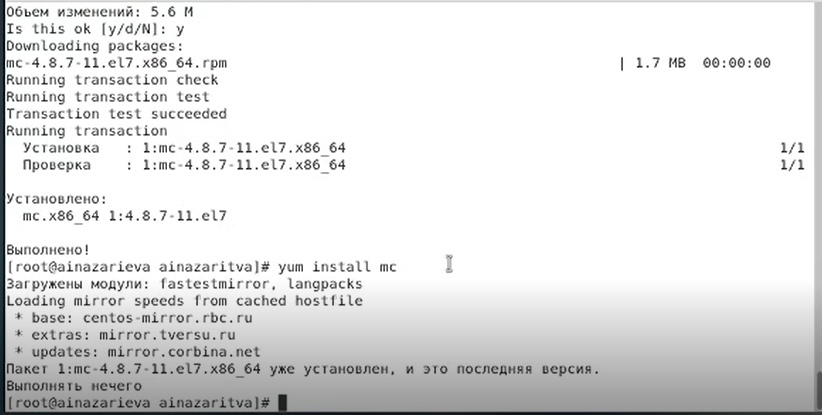 Объем изменений: 5.6 M
Is this ok [y/d/N]: y
Downloading packages:
mc-4.8.7-11.el7.x86_64.rpm | 1.7 MB 00:00:00
Running transaction check
Running transaction test
Transaction test succeeded
Running transaction
Установка : 1:mc-4.8.7-11.el7.x86_64 1/1
Проверка : 1:mc-4.8.7-11.el7.x86_64 1/1
Установлено:
mc.x86_64 1:4.8.7-11.el7
Выполнено!
[root@ainazarieva ainazaritva]# yum install mc
Загружены модули: fastestmirror, langpacks
Loading mirror speeds from cached hostfile
* base: centos-mirror.rbc.ru
* extras: mirror.tversu.ru
* updates: mirror.corbina.net
Пакет 1:mc-4.8.7-11.el7.x86_64 уже установлен, и это последняя версия.
Выполнять нечего
[root@ainazarieva ainazaritva]#